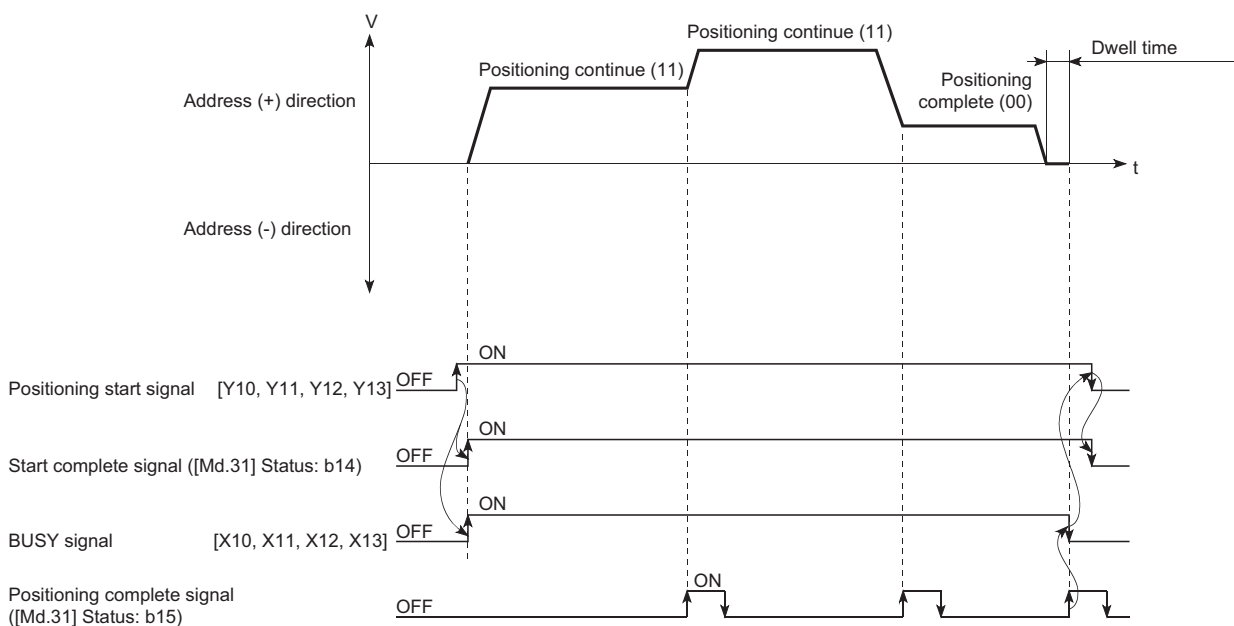 V
Positioning continue (11)
Dwell time
Positioning continue (11)
Positioning
complete (00)
Address (+) direction
t
Address (-) direction
ON
Positioning start signal [Y10, Y11, Y12, Y13] OFF
ON
Start complete signal ([Md.31] Status: b14) OFF
ON
BUSY signal [X10, X11, X12, X13] OFF
Positioning complete signal
([Md.31] Status: b15)
OFF
ON